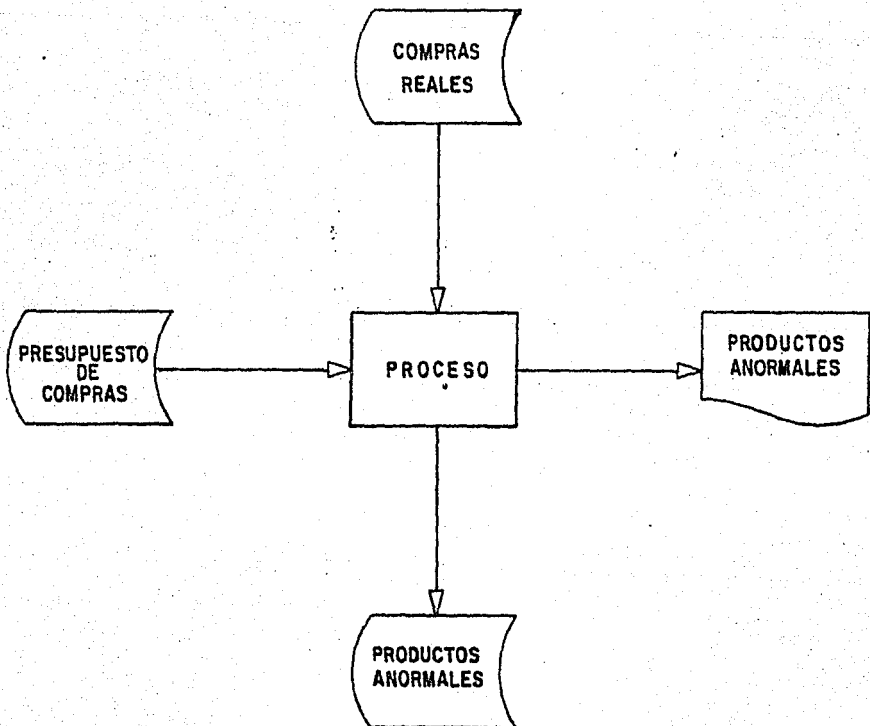 COMPRAS
REALES
PRESUPUESTO
DE
COMPRAS
PROCESO
PRODUCTOS
ANORMALES
PRODUCTOS
ANORMALES